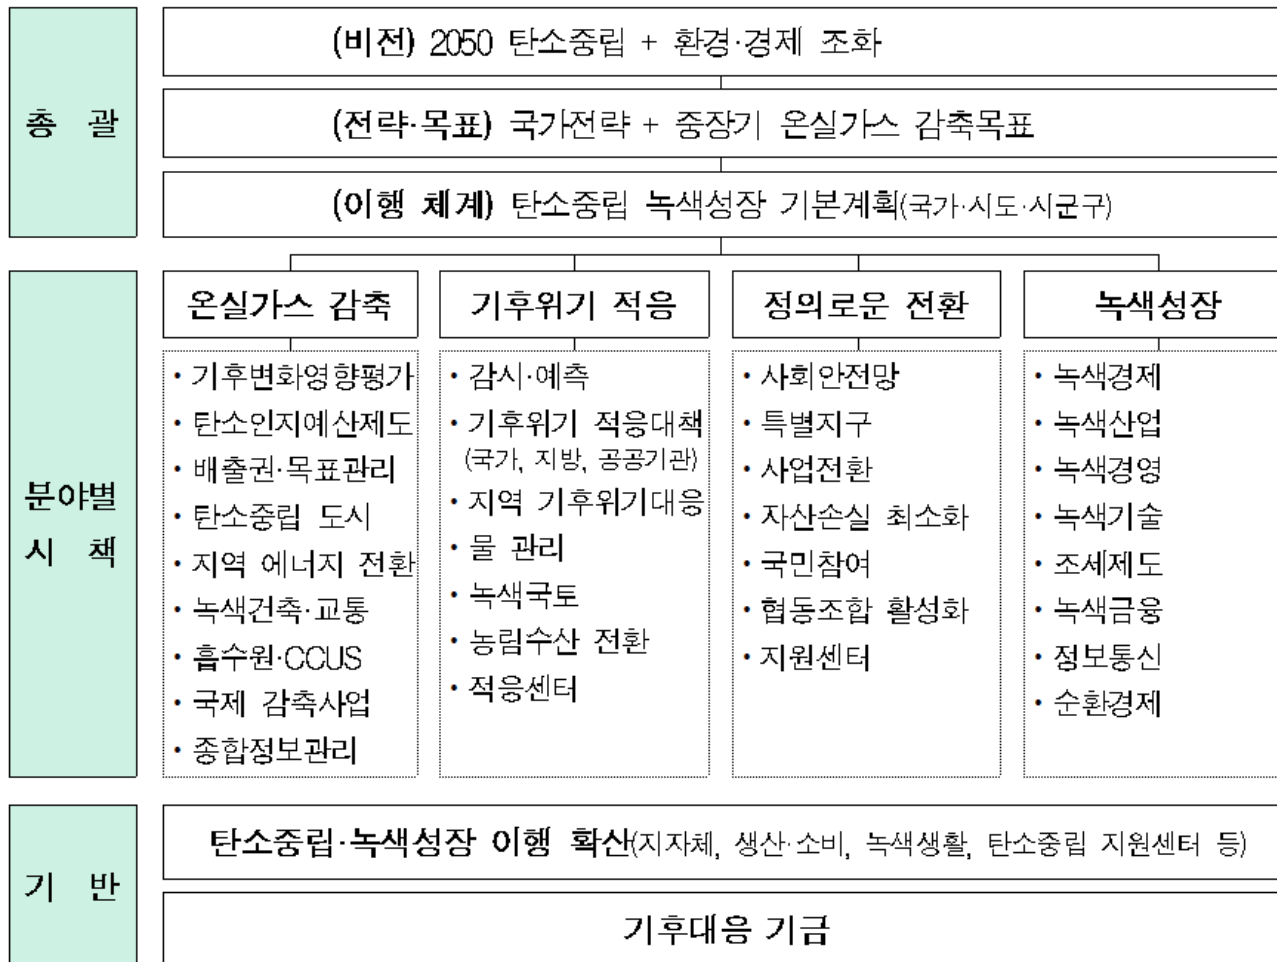 총 괄
(비전) 2050 탄소중립 + 환경·경제 조화
(전략·목표) 국가전략 + 중장기 온실가스 감축목표
(이행 체계) 탄소중립 녹색성장 기본계획(국가·시도·시군구)
분야별
시 책
온실가스 감축
• 기후변화영향평가
• 탄소인지예산제도
• 배출권·목표관리
• 탄소중립 도시
• 지역 에너지 전환
• 녹색건축·교통
• 흡수원·CCUS
• 국제 감축사업
• 종합정보관리
기후위기 적응
• 감시·예측
• 기후위기 적응대책
(국가, 지방, 공공기관)
• 지역 기후위기대응
• 물 관리
• 녹색국토
• 농림수산 전환
• 적응센터
정의로운 전환
• 사회안전망
• 특별지구
• 사업전환
• 자산손실 최소화
• 국민참여
• 협동조합 활성화
• 지원센터
녹색성장
• 녹색경제
• 녹색산업
• 녹색경영
• 녹색기술
• 조세제도
• 녹색금융
• 정보통신
• 순환경제
기 반
탄소중립·녹색성장 이행 확산(지자체, 생산·소비, 녹색생활, 탄소중립 지원센터 등)
기후대응 기금